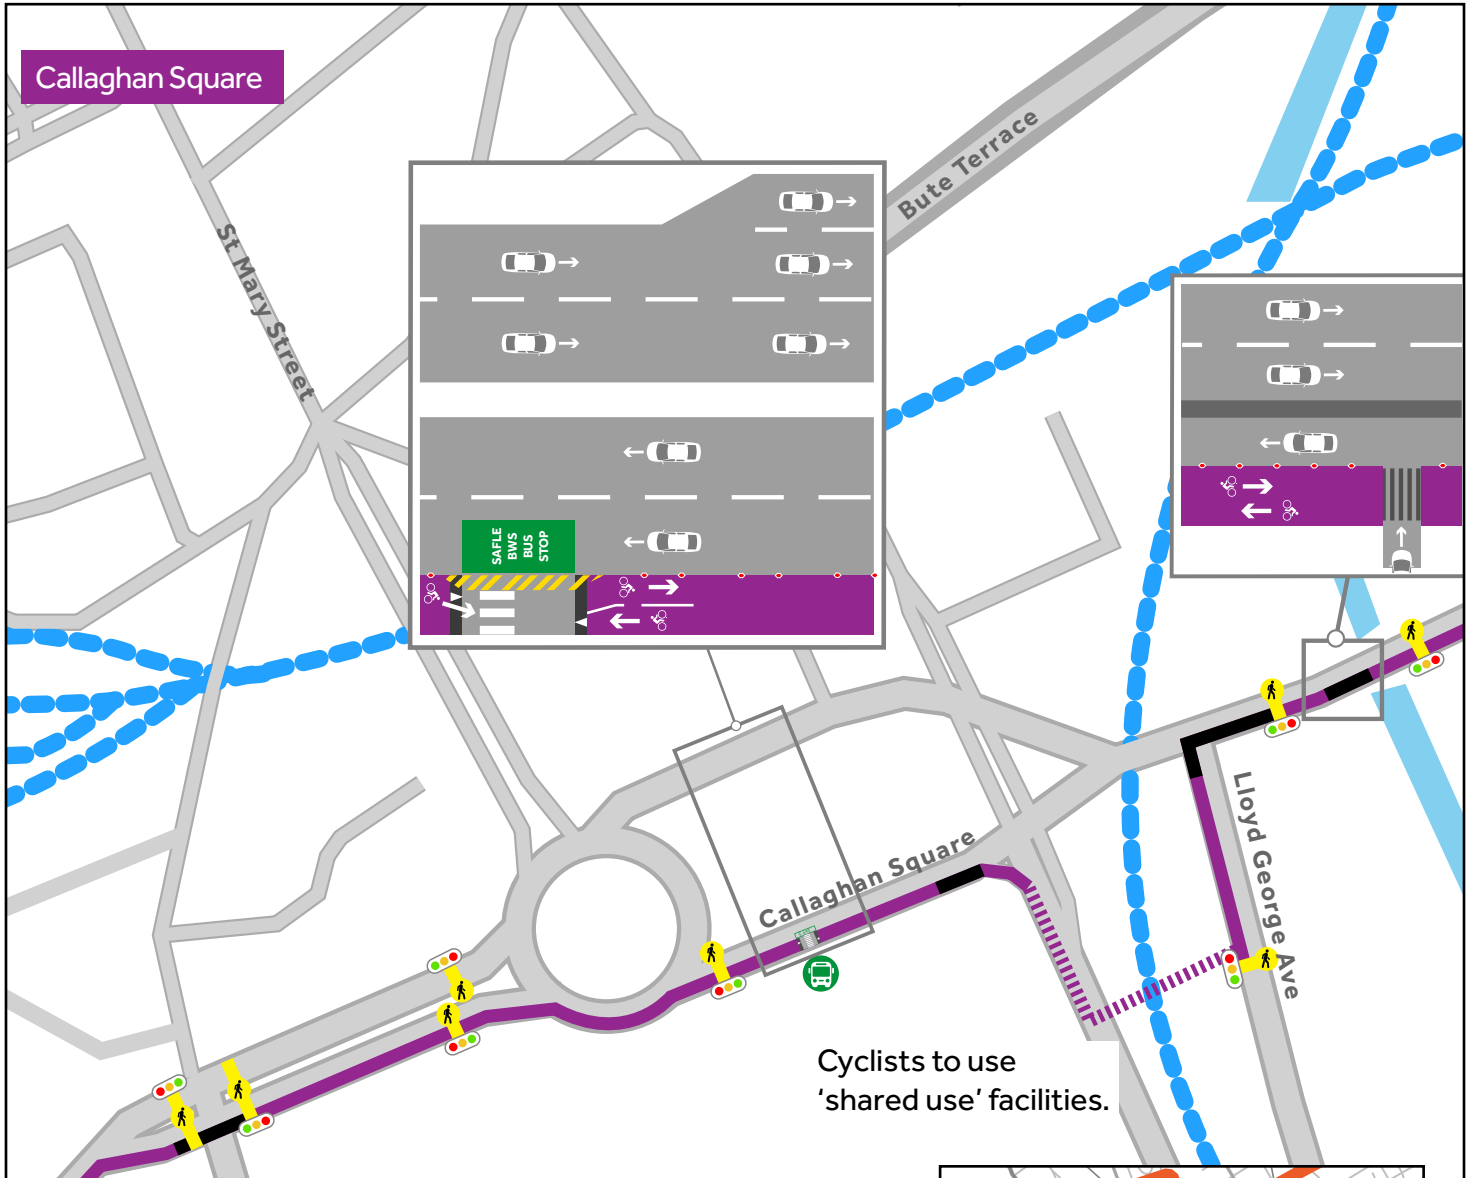 Callaghan Square
Bute Terrace
St Mary Street
SAFLE
BWS
BUS
STOP
Lloyd George Ave
Callaghan Square
Cyclists to use
‘shared use’ facilities.